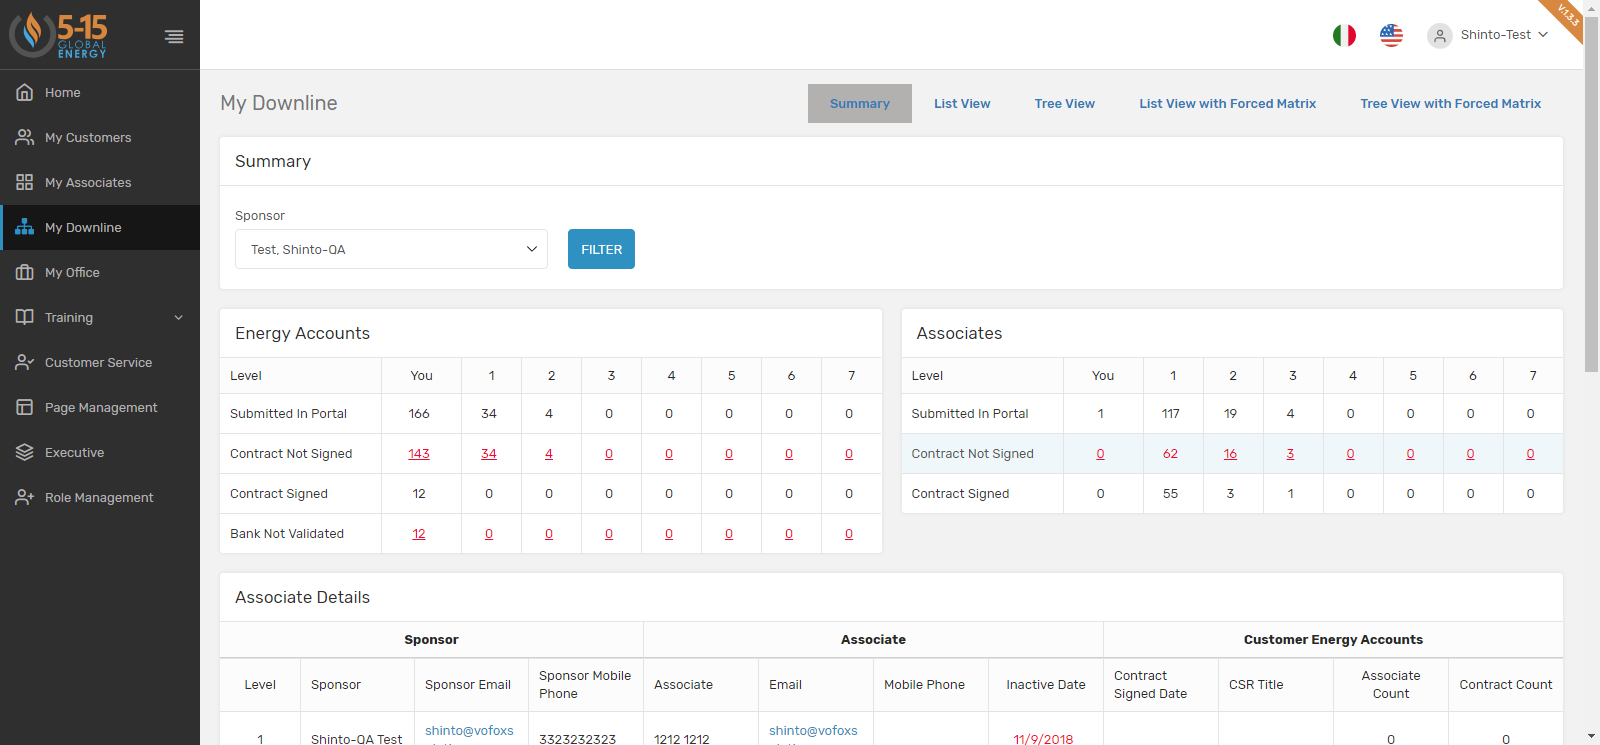 5-15
GLOBAL
ENERGY
Shinto-Test
V.1.3.3
Home
My Customers
My Associates
My Downline
My Office
Training
Customer Service
Page Management
Executive
Role Management
My Downline
Summary List View Tree View List View with Forced Matrix Tree View with Forced Matrix
Summary
Sponsor
Test, Shinto-QA FILTER
Energy Accounts
Level You 1 2 3 4 5 6 7
Submitted In Portal 166 34 4 0 0 0 0 0
Contract Not Signed 143 34 4 0 0 0 0 0
Contract Signed 12 0 0 0 0 0 0 0
Bank Not Validated 12 0 0 0 0 0 0 0
Associates
Level You 1 2 3 4 5 6 7
Submitted In Portal 1 117 19 4 0 0 0 0
Contract Not Signed 0 62 16 3 0 0 0 0
Contract Signed 0 55 3 1 0 0 0 0
Associate Details
Sponsor Associate Customer Energy Accounts
Level Sponsor Sponsor Email Sponsor Mobile Phone Associate Email Mobile Phone Inactive Date Contract Signed Date CSR Title Associate Count Contract Count
1 Shinto-QA Test shinto@vofoxs 3323232323 1212 1212 shinto@vofoxs 11/9/2018 0 0